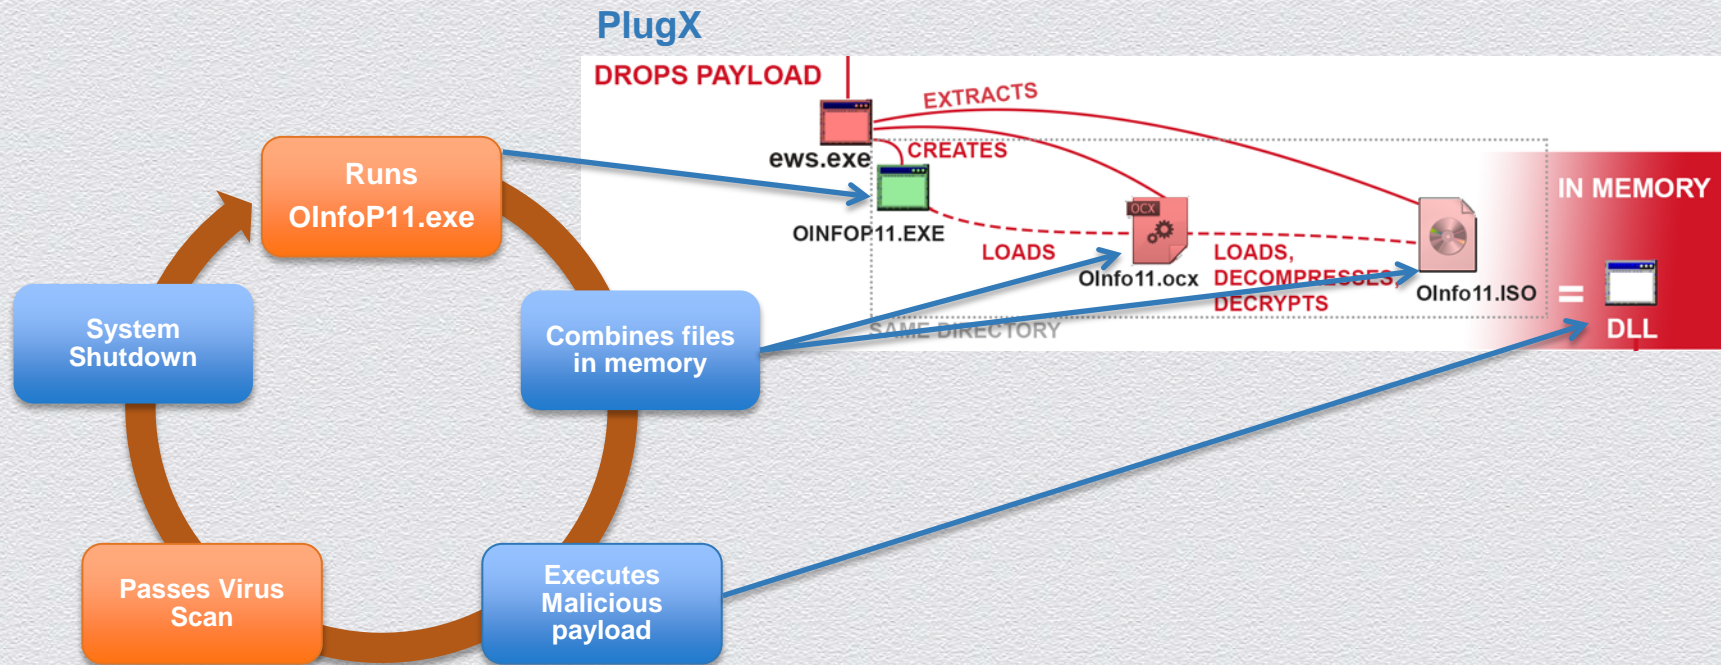 PlugX
DROPS PAYLOAD
EXTRACTS
ews.exe
CREATES
IN MEMORY
OINFOP11.EXE
LOADS
OInfo11.ocx
OCX
LOADS,
DECOMPRESSES,
DECRYPTS
OInfo11.ISO
=
DLL
SAME DIRECTORY
Runs
OInfoP11.exe
Combines files
in memory
Executes
Malicious
payload
Passes Virus
Scan
System
Shutdown